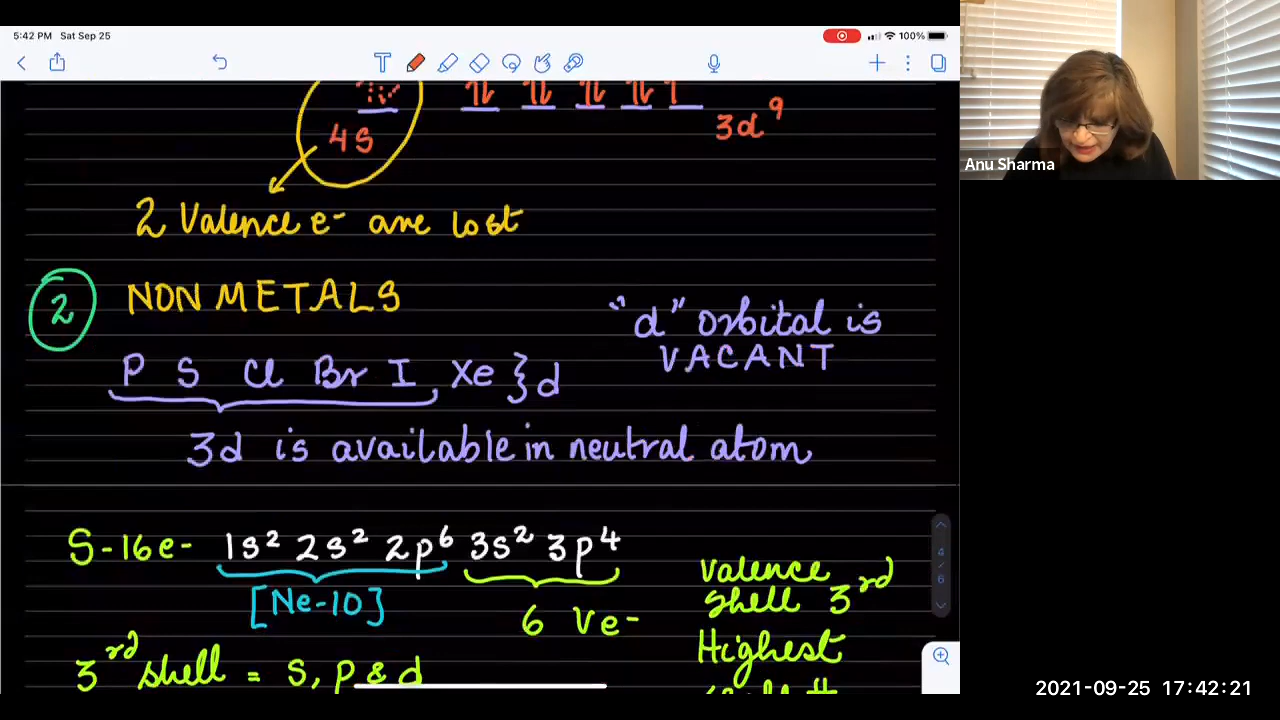 5:42 PM Sat Sep 25
100%
4s
3d⁹
2 Valence e- are lost
Anu Sharma
2 NON METALS
"d" orbital is
VACANT
P S Cl Br I, Xe } d
3d is available in neutral atom
S-16e- 1s² 2s² 2p⁶ 3s² 3p⁴
[Ne-10]
6 Ve-
Valence
shell 3rd
Highest
3rd shell = s, p & d
2021-09-25 17:42:21